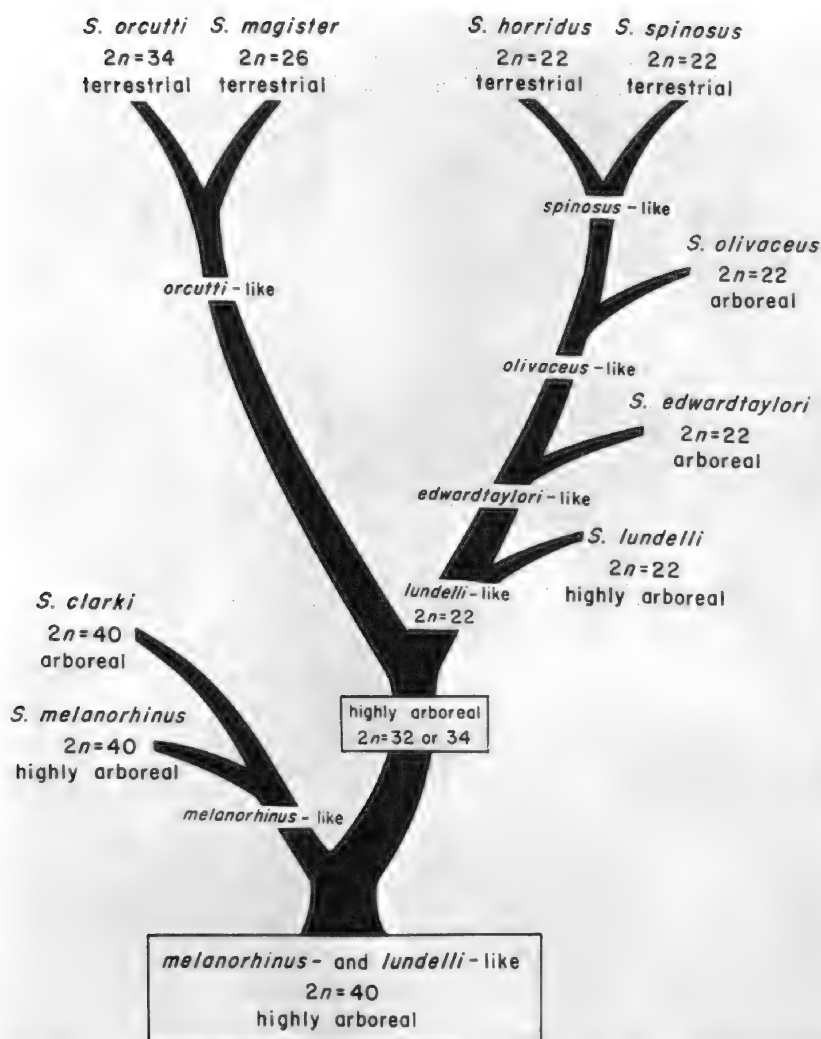 S. orcutti
2n=34
terrestrial
S. magister
2n=26
terrestrial
S. horridus
2n=22
terrestrial
S. spinosus
2n=22
terrestrial
spinosus-like
S. olivaceus
2n=22
arboreal
orcutti-like
olivaceus-like
S. edwardtaylori
2n=22
arboreal
edwardtaylori-like
S. lundelli
2n=22
highly arboreal
lundelli-like
2n=22
S. clarki
2n=40
arboreal
S. melanorhinus
2n=40
highly arboreal
highly arboreal
2n=32 or 34
melanorhinus-like
melanorhinus- and lundelli-like
2n=40
highly arboreal